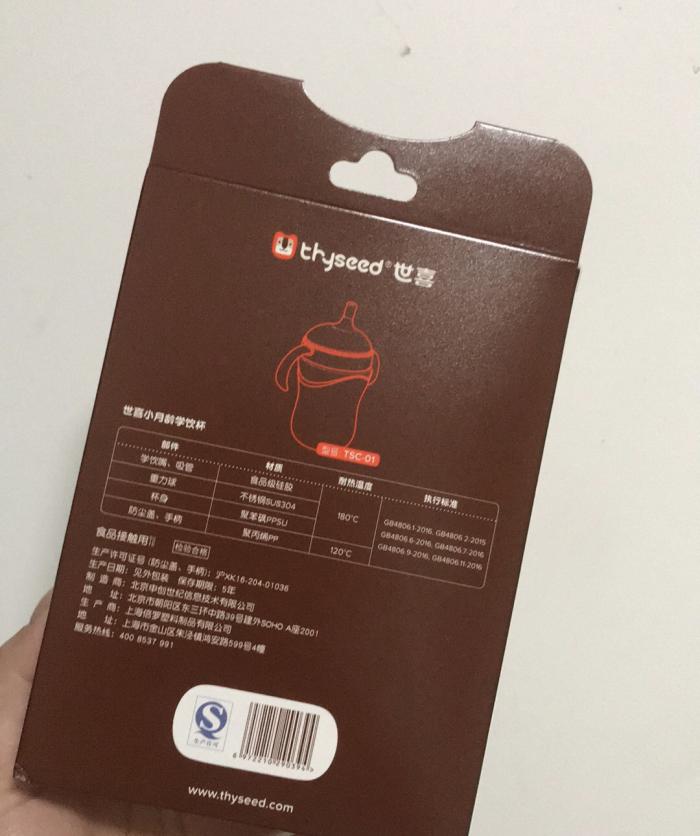 thyseed®世喜
型号 TSC-01
世喜小月龄学饮杯
部件 材质 耐热温度 执行标准
学饮嘴、吸管 食品级硅胶 180℃ GB4806.1-2016, GB4806.2-2015
重力球 不锈钢SUS304 GB4806.6-2016, GB4806.7-2016
杯身 聚苯砜PPSU GB4806.9-2016, GB4806.11-2016
防尘盖、手柄 聚丙烯PP 120℃
食品接触用 检验合格
生产许可证号(防尘盖、手柄):沪XK16-204-01036
生产日期:见外包装 保存期限:5年
制造商:北京申创世纪信息技术有限公司
地址:北京市朝阳区东三环中路39号建外SOHO A座2001
生产商:上海倍罗塑料制品有限公司
地址:上海市金山区朱泾镇鸿安路599号4幢
服务热线:400 8537 991
生产许可
6 972210 290394 >
www.thyseed.com